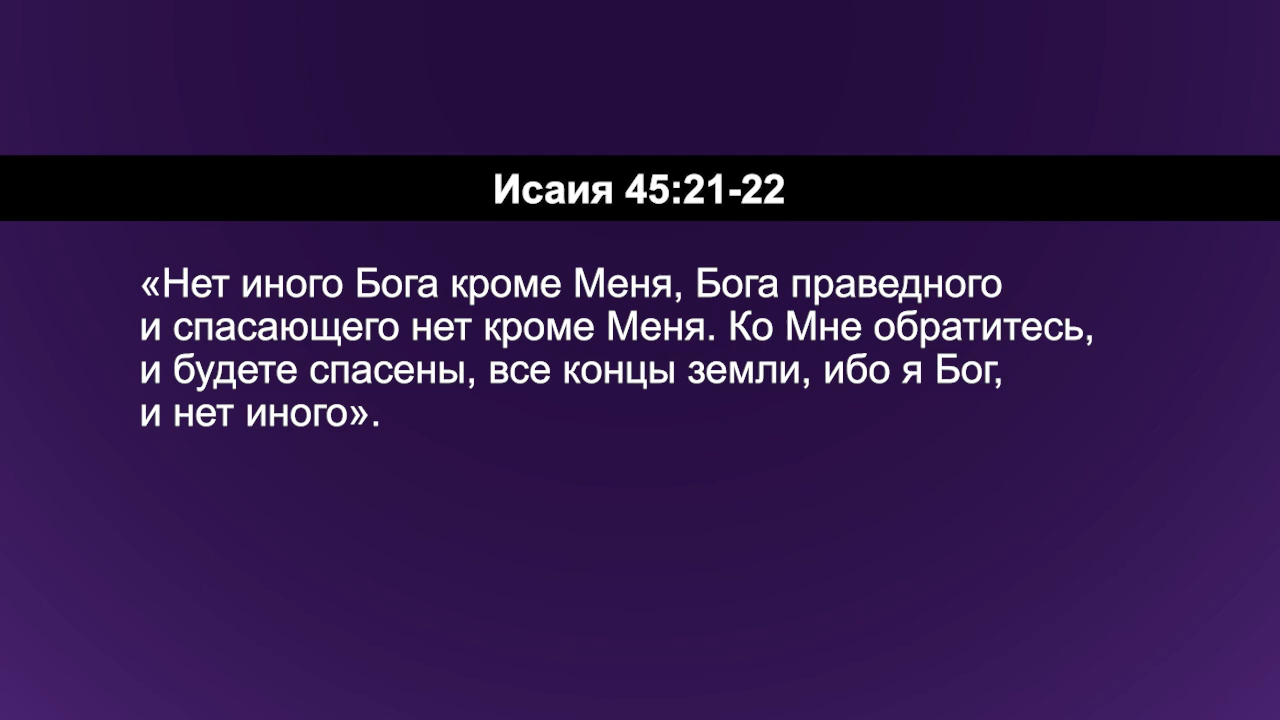 Исаия 45:21-22
«Нет иного Бога кроме Меня, Бога праведного
и спасающего нет кроме Меня. Ко Мне обратитесь,
и будете спасены, все концы земли, ибо я Бог,
и нет иного».